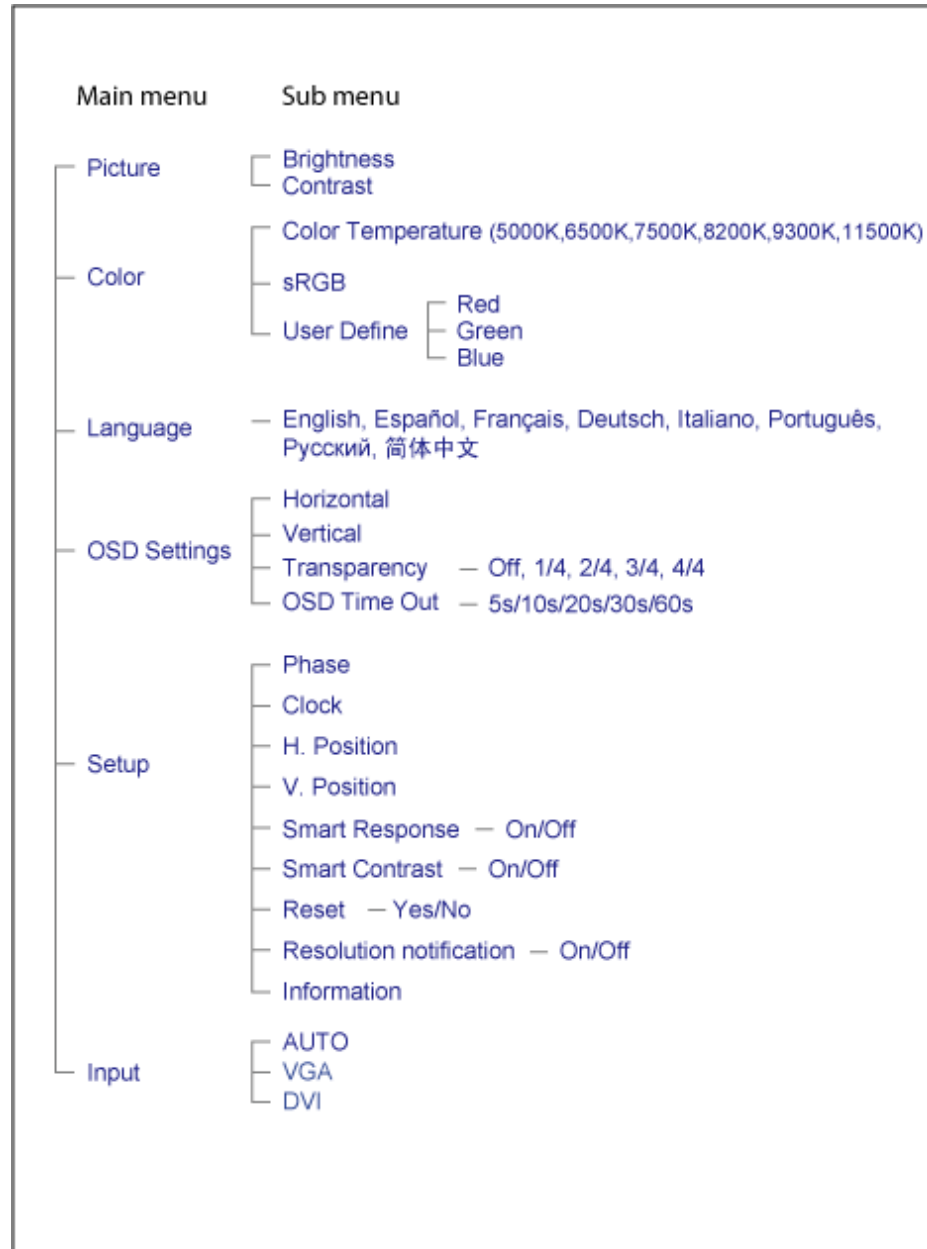 Main menu Sub menu
Picture
Brightness
Contrast
Color
Color Temperature (5000K,6500K,7500K,8200K,9300K,11500K)
sRGB
User Define
Red
Green
Blue
Language
English, Español, Français, Deutsch, Italiano, Português,
Русский, 简体中文
OSD Settings
Horizontal
Vertical
Transparency — Off, 1/4, 2/4, 3/4, 4/4
OSD Time Out — 5s/10s/20s/30s/60s
Setup
Phase
Clock
H. Position
V. Position
Smart Response — On/Off
Smart Contrast — On/Off
Reset — Yes/No
Resolution notification — On/Off
Information
Input
AUTO
VGA
DVI